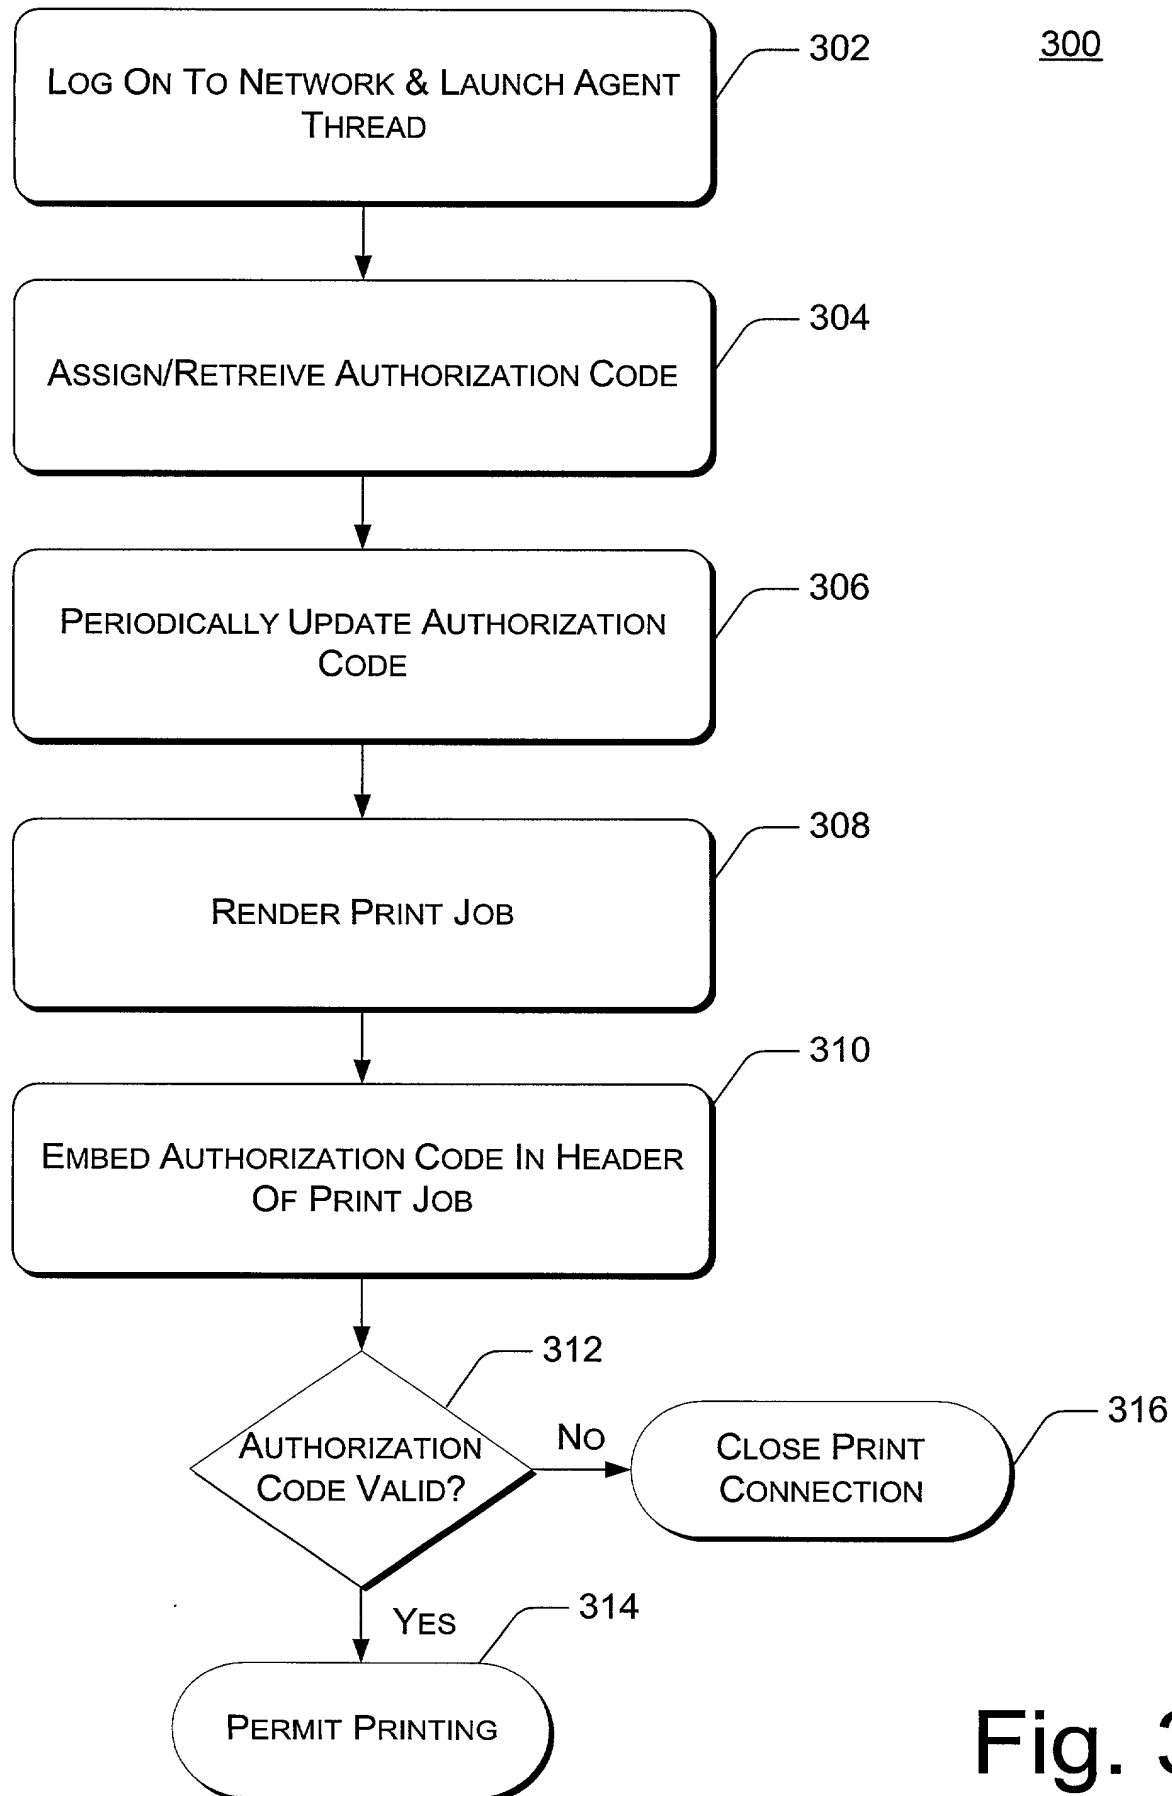 300
302
LOG ON TO NETWORK & LAUNCH AGENT
THREAD
304
ASSIGN/RETREIVE AUTHORIZATION CODE
306
PERIODICALLY UPDATE AUTHORIZATION
CODE
308
RENDER PRINT JOB
310
EMBED AUTHORIZATION CODE IN HEADER
OF PRINT JOB
312
AUTHORIZATION
CODE VALID?
NO
316
CLOSE PRINT
CONNECTION
YES
314
PERMIT PRINTING
Fig. 3